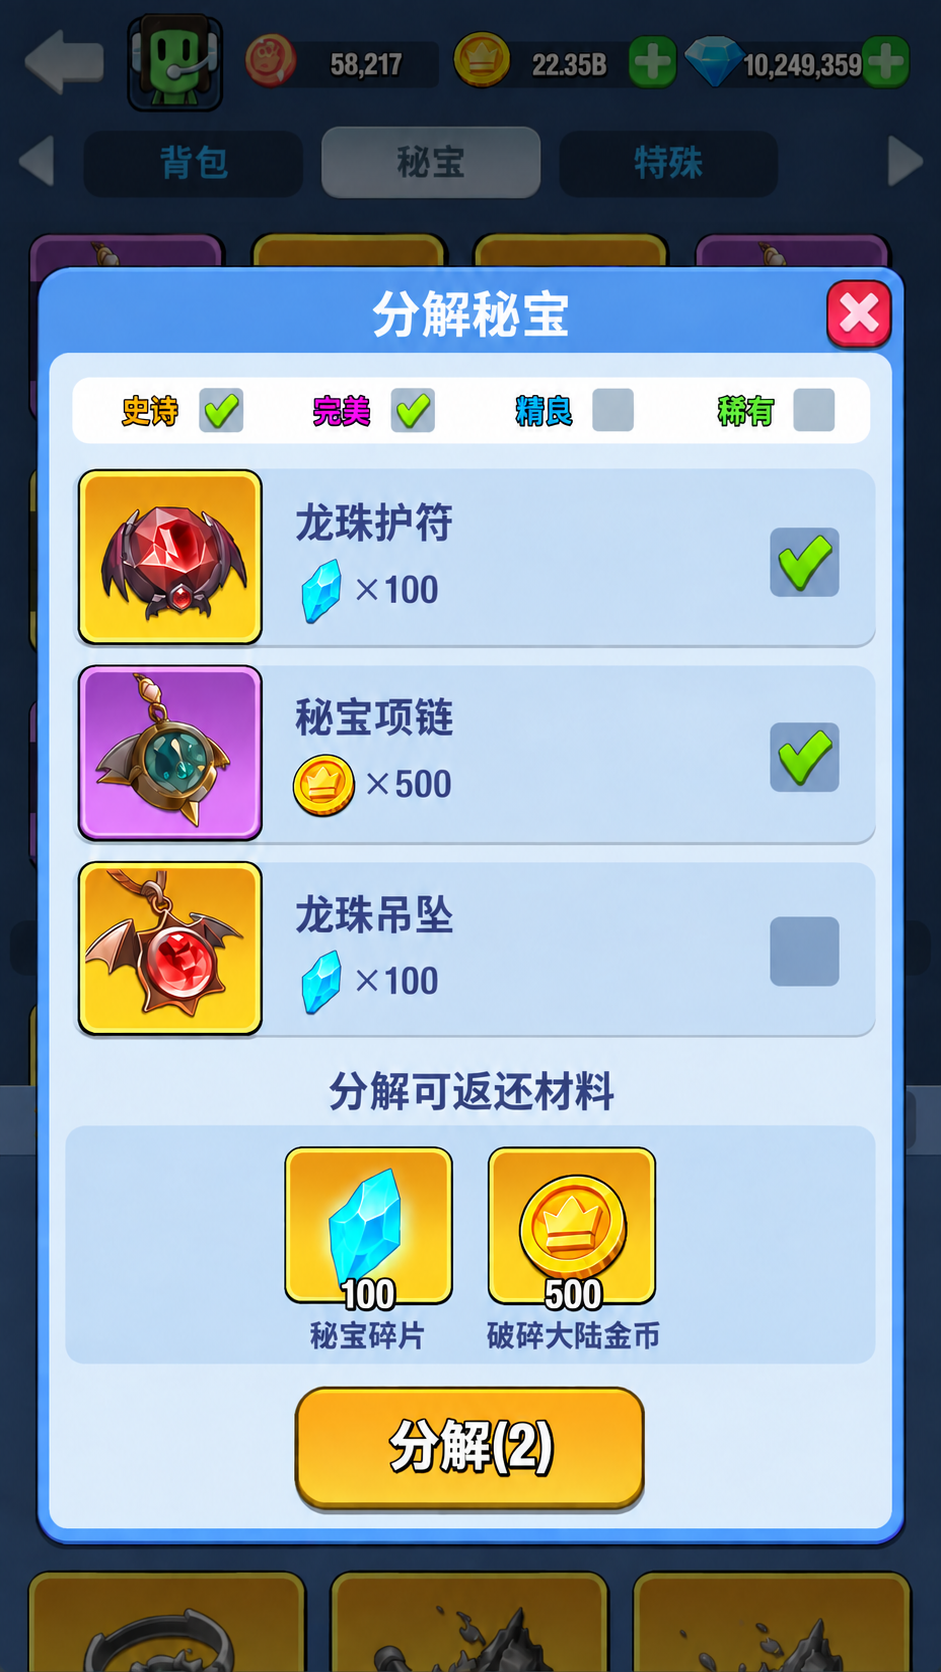 58,217 22.35B 10,249,359
背包 秘宝 特殊
分解秘宝
史诗 完美 精良 稀有
龙珠护符
×100
秘宝项链
×500
龙珠吊坠
×100
分解可返还材料
100 500
秘宝碎片 破碎大陆金币
分解(2)